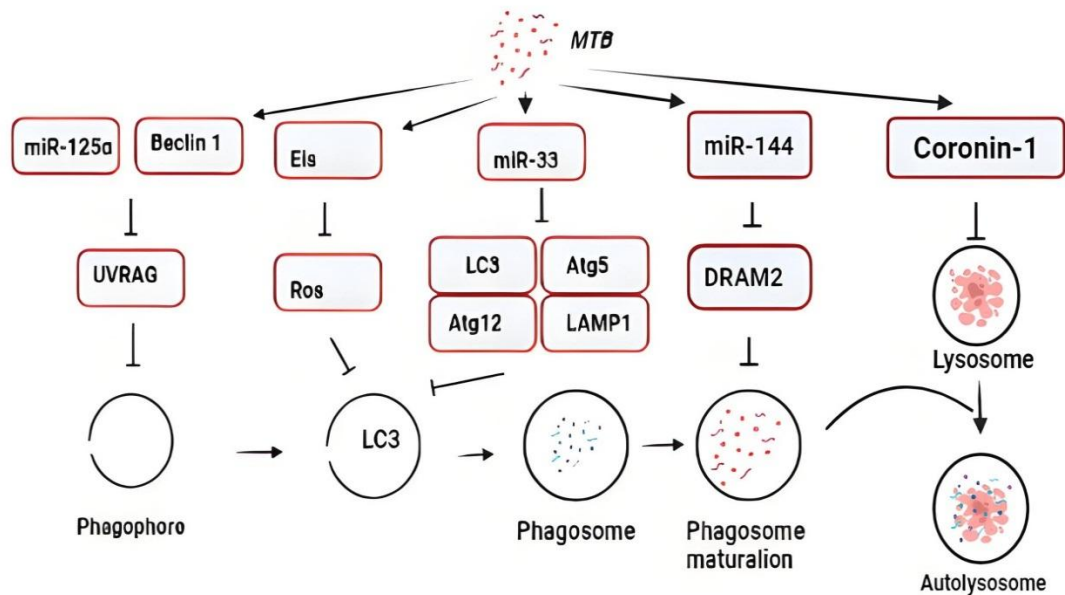 MTB
miR-125a
Beclin 1
Eis
miR-33
miR-144
Coronin-1
UVRAG
Ros
LC3
Atg5
Atg12
LAMP1
DRAM2
Lysosome
LC3
Phagophoro
Phagosome
Phagosome
maturalion
Autolysosome